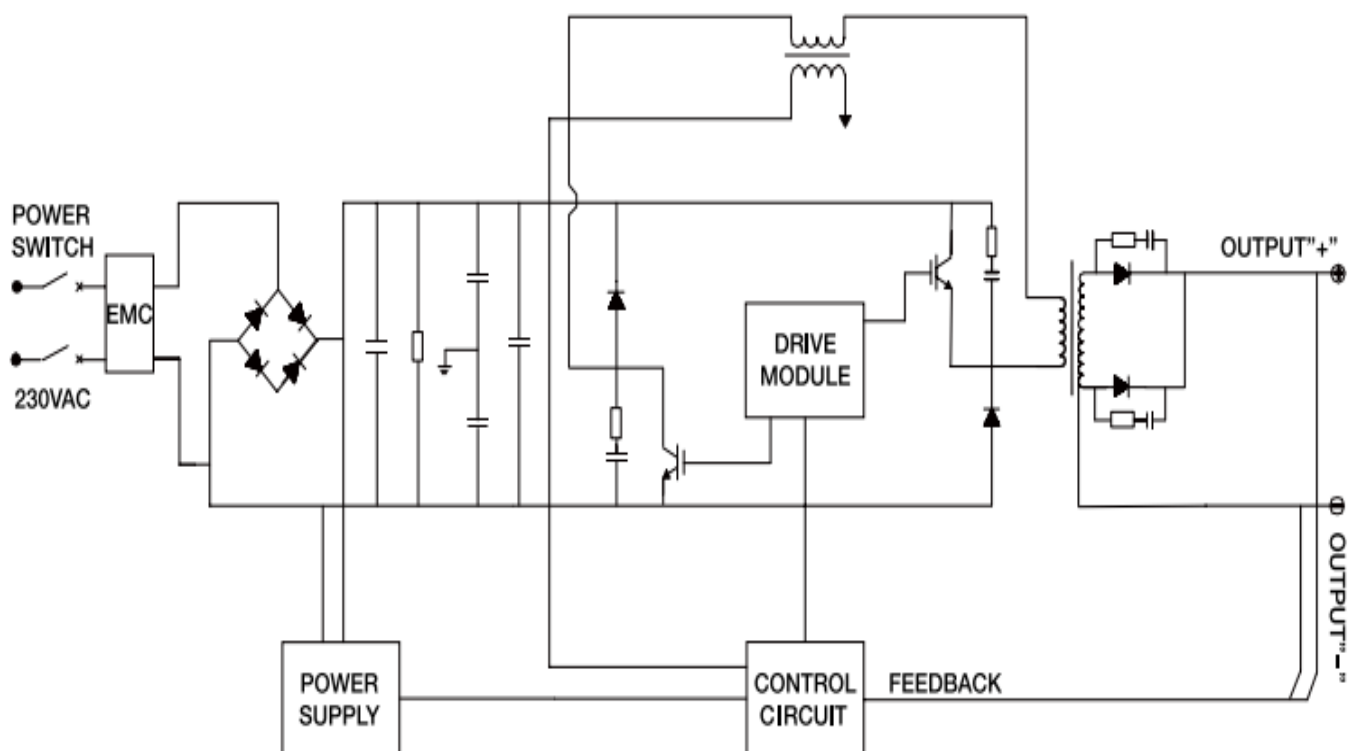 POWER
SWITCH
EMC
230VAC
DRIVE
MODULE
OUTPUT"+"
OUTPUT"-"
POWER
SUPPLY
CONTROL
CIRCUIT
FEEDBACK